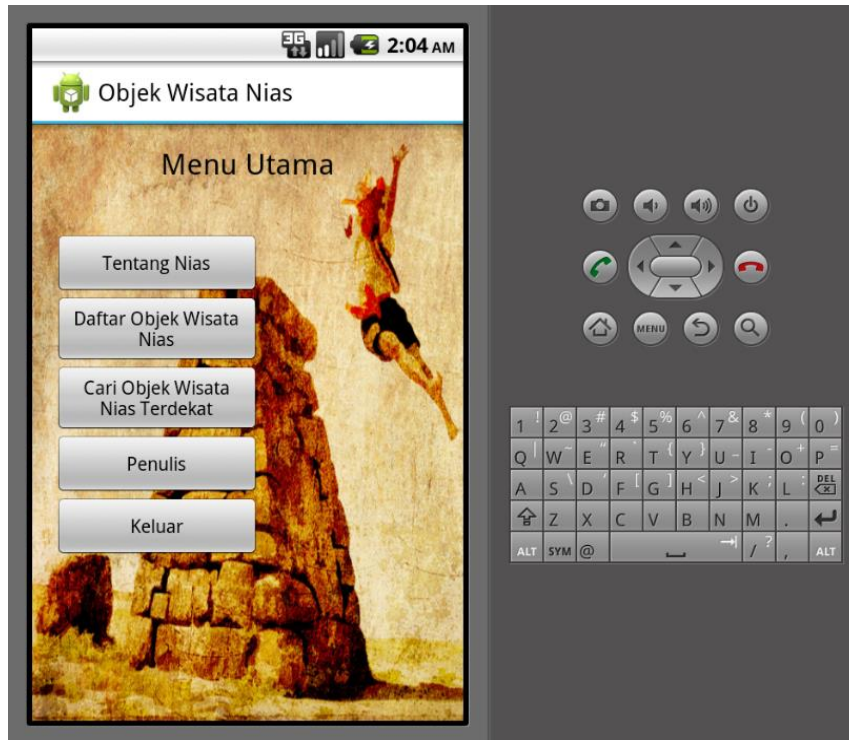 3G 2:04 AM
Objek Wisata Nias
Menu Utama
Tentang Nias
Daftar Objek Wisata
Nias
Cari Objek Wisata
Nias Terdekat
Penulis
Keluar
MENU
1 ! 2 @ 3 # 4 $ 5 % 6 ^ 7 & 8 * 9 ( 0 )
Q | W ~ E " R ` T { Y } U _ I - O + P =
A S \ D ' F [ G ] H < J > K ; L : DEL
Z X C V B N M .
ALT SYM @ / ? , ALT